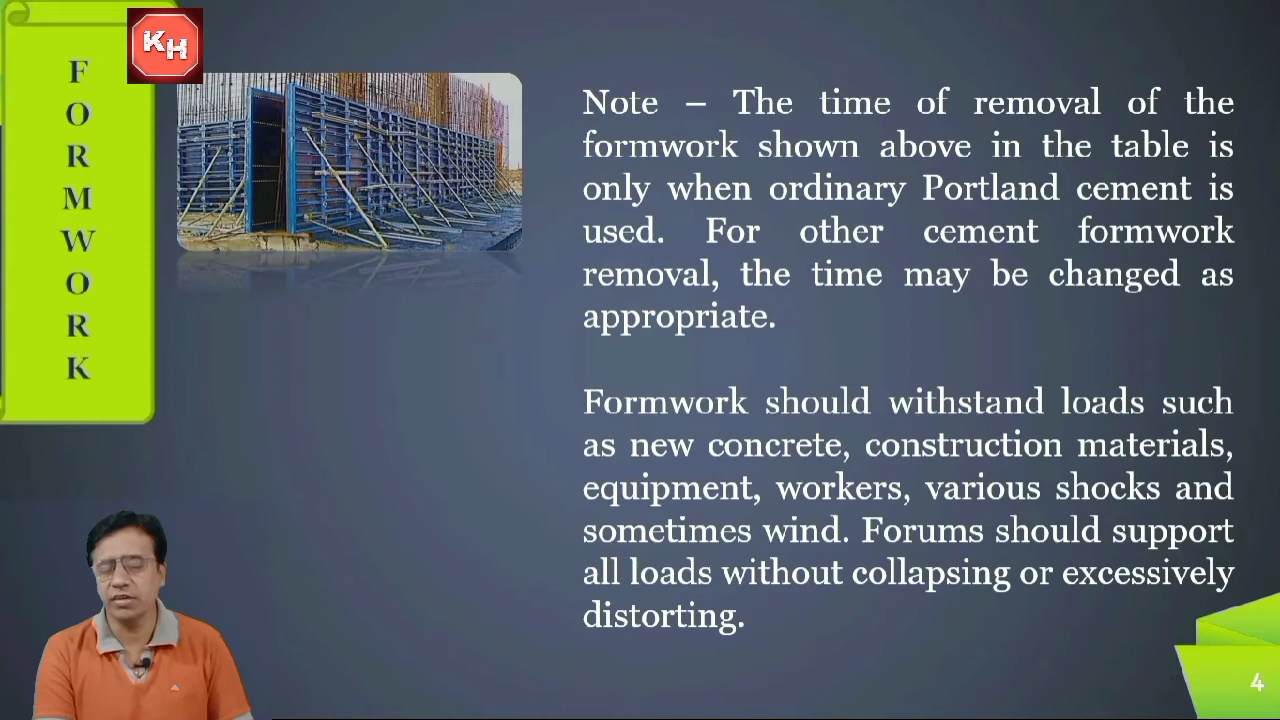 F
O
R
M
W
O
R
K
KH
Note – The time of removal of the
formwork shown above in the table is
only when ordinary Portland cement is
used. For other cement formwork
removal, the time may be changed as
appropriate.
Formwork should withstand loads such
as new concrete, construction materials,
equipment, workers, various shocks and
sometimes wind. Forums should support
all loads without collapsing or excessively
distorting.
4